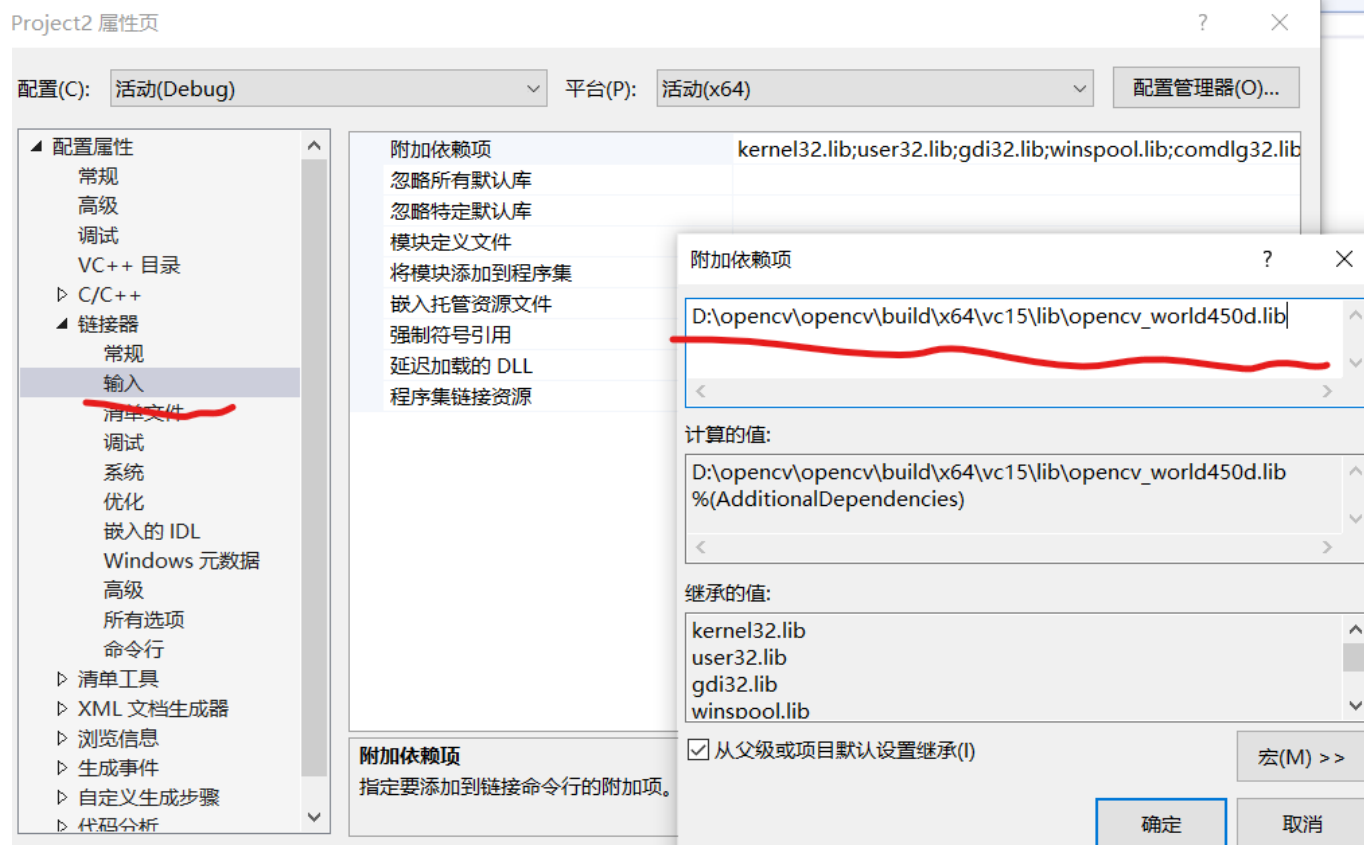 Project2 属性页
?
配置(C): 活动(Debug) 平台(P): 活动(x64) 配置管理器(O)...
配置属性
常规
高级
调试
VC++ 目录
C/C++
链接器
常规
输入
清单文件
调试
系统
优化
嵌入的 IDL
Windows 元数据
高级
所有选项
命令行
清单工具
XML 文档生成器
浏览信息
生成事件
自定义生成步骤
代码分析
附加依赖项 kernel32.lib;user32.lib;gdi32.lib;winspool.lib;comdlg32.lib
忽略所有默认库
忽略特定默认库
模块定义文件
将模块添加到程序集
嵌入托管资源文件
强制符号引用
延迟加载的 DLL
程序集链接资源
附加依赖项
指定要添加到链接命令行的附加项。
附加依赖项
?
D:\opencv\opencv\build\x64\vc15\lib\opencv_world450d.lib
计算的值:
D:\opencv\opencv\build\x64\vc15\lib\opencv_world450d.lib
%(AdditionalDependencies)
继承的值:
kernel32.lib
user32.lib
gdi32.lib
winspool.lib
从父级或项目默认设置继承(I)
宏(M) >>
确定 取消